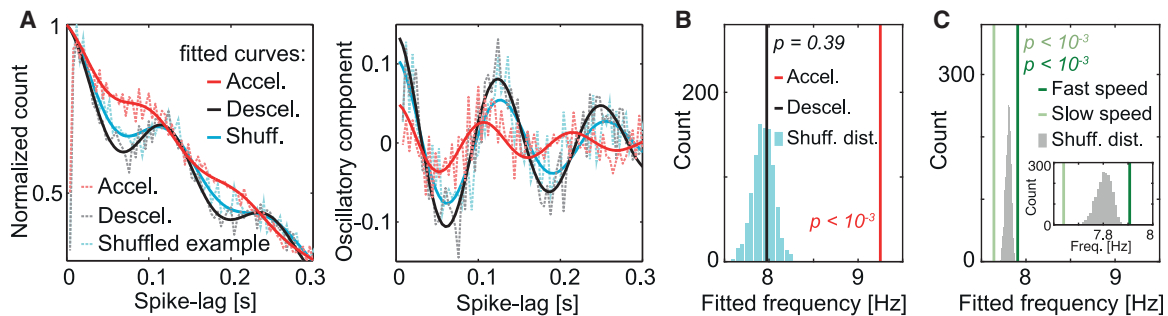 A
Normalized count
1
0.5
fitted curves:
Accel.
Descel.
Shuff.
Accel.
Descel.
Shuffled example
0
0.1
0.2
0.3
Spike-lag [s]
Oscillatory component
0.1
0
-0.1
0
0.1
0.2
0.3
Spike-lag [s]
B
Count
200
0
p = 0.39
Accel.
Descel.
Shuff. dist.
p < 10-3
8
9
Fitted frequency [Hz]
C
Count
300
0
p < 10-3
p < 10-3
Fast speed
Slow speed
Shuff. dist.
Count
300
0
7.8
8
Freq. [Hz]
8
9
Fitted frequency [Hz]